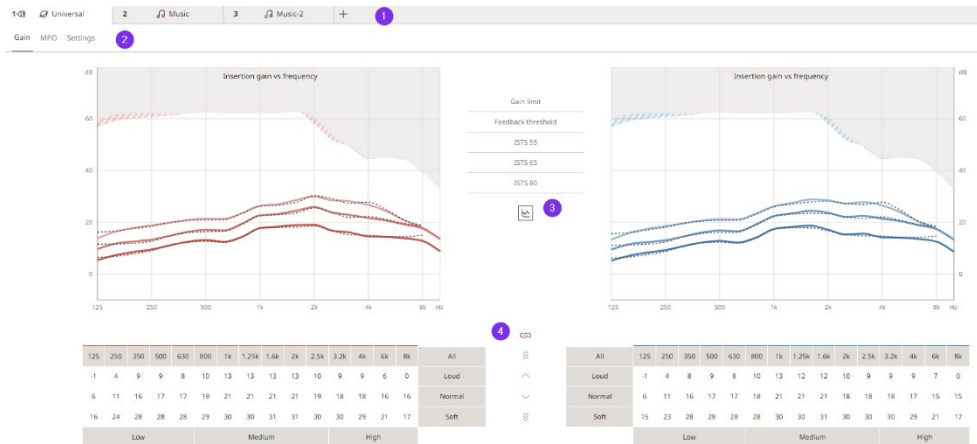 1 Universal 2 Music 3 Music-2 + 1
Gain MPO Settings 2
dB Insertion gain vs frequency
60
40
20
0
125 250 500 1k 2k 4k 8k Hz
Gain limit
Feedback threshold
ISTS 55
ISTS 65
ISTS 80
3
Insertion gain vs frequency dB
60
40
20
0
125 250 500 1k 2k 4k 8k Hz
4
125 250 350 500 630 800 1k 1.25k 1.6k 2k 2.5k 3.2k 4k 6k 8k All
-1 4 9 9 8 10 13 13 13 13 10 9 9 6 0 Loud
6 11 16 17 17 19 21 21 21 21 19 18 18 16 16 Normal
16 24 28 28 28 29 30 30 31 31 30 30 29 21 17 Soft
Low Medium High
All 125 250 350 500 630 800 1k 1.25k 1.6k 2k 2.5k 3.2k 4k 6k 8k
Loud -1 4 8 9 8 10 13 12 12 10 9 9 9 7 0
Normal 6 11 16 17 16 18 21 21 20 18 18 18 17 15 15
Soft 15 23 28 28 28 28 30 30 31 30 30 30 29 21 17
Low Medium High